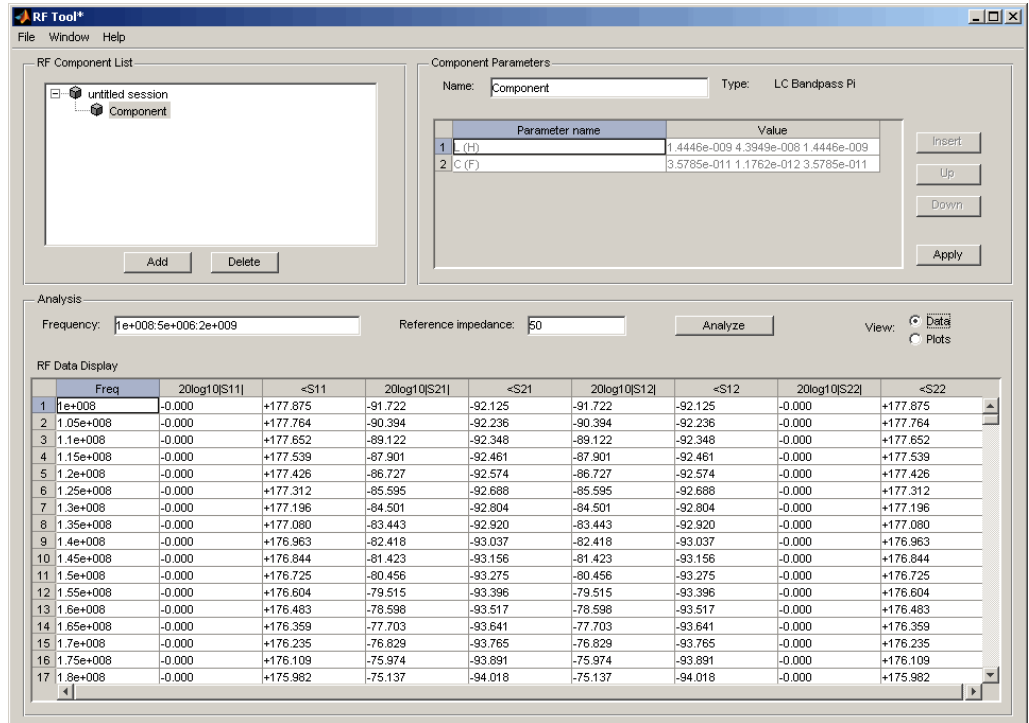 RF Tool*
File Window Help
RF Component List
untitled session
Component
Add Delete
Component Parameters
Name: Component Type: LC Bandpass Pi
Parameter name Value
1 L (H) 1.4446e-009 4.3949e-008 1.4446e-009
2 C (F) 3.5785e-011 1.1762e-012 3.5785e-011
Insert
Up
Down
Apply
Analysis
Frequency: 1e+008:5e+006:2e+009 Reference impedance: 50 Analyze View: Data
Plots
RF Data Display
Freq 20log10|S11| <S11 20log10|S21| <S21 20log10|S12| <S12 20log10|S22| <S22
1 1e+008 -0.000 +177.875 -91.722 -92.125 -91.722 -92.125 -0.000 +177.875
2 1.05e+008 -0.000 +177.764 -90.394 -92.236 -90.394 -92.236 -0.000 +177.764
3 1.1e+008 -0.000 +177.652 -89.122 -92.348 -89.122 -92.348 -0.000 +177.652
4 1.15e+008 -0.000 +177.539 -87.901 -92.461 -87.901 -92.461 -0.000 +177.539
5 1.2e+008 -0.000 +177.426 -86.727 -92.574 -86.727 -92.574 -0.000 +177.426
6 1.25e+008 -0.000 +177.312 -85.595 -92.688 -85.595 -92.688 -0.000 +177.312
7 1.3e+008 -0.000 +177.196 -84.501 -92.804 -84.501 -92.804 -0.000 +177.196
8 1.35e+008 -0.000 +177.080 -83.443 -92.920 -83.443 -92.920 -0.000 +177.080
9 1.4e+008 -0.000 +176.963 -82.418 -93.037 -82.418 -93.037 -0.000 +176.963
10 1.45e+008 -0.000 +176.844 -81.423 -93.156 -81.423 -93.156 -0.000 +176.844
11 1.5e+008 -0.000 +176.725 -80.456 -93.275 -80.456 -93.275 -0.000 +176.725
12 1.55e+008 -0.000 +176.604 -79.515 -93.396 -79.515 -93.396 -0.000 +176.604
13 1.6e+008 -0.000 +176.483 -78.598 -93.517 -78.598 -93.517 -0.000 +176.483
14 1.65e+008 -0.000 +176.359 -77.703 -93.641 -77.703 -93.641 -0.000 +176.359
15 1.7e+008 -0.000 +176.235 -76.829 -93.765 -76.829 -93.765 -0.000 +176.235
16 1.75e+008 -0.000 +176.109 -75.974 -93.891 -75.974 -93.891 -0.000 +176.109
17 1.8e+008 -0.000 +175.982 -75.137 -94.018 -75.137 -94.018 -0.000 +175.982